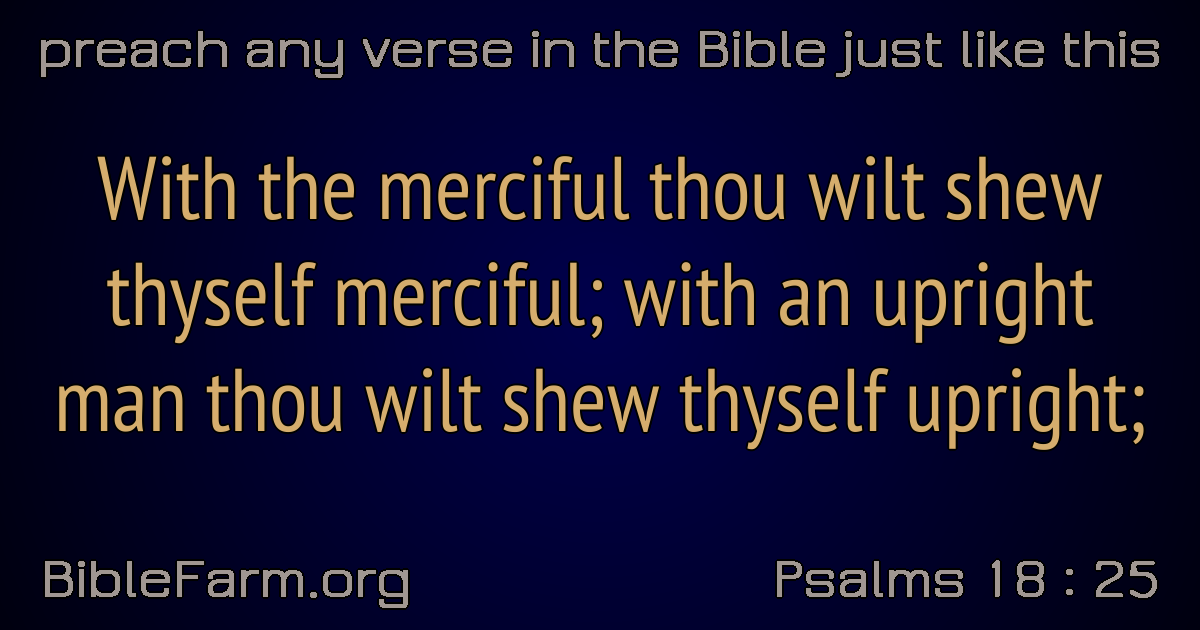 preach any verse in the Bible just like this
With the merciful thou wilt shew
thyself merciful; with an upright
man thou wilt shew thyself upright;
BibleFarm.org
Psalms 18 : 25